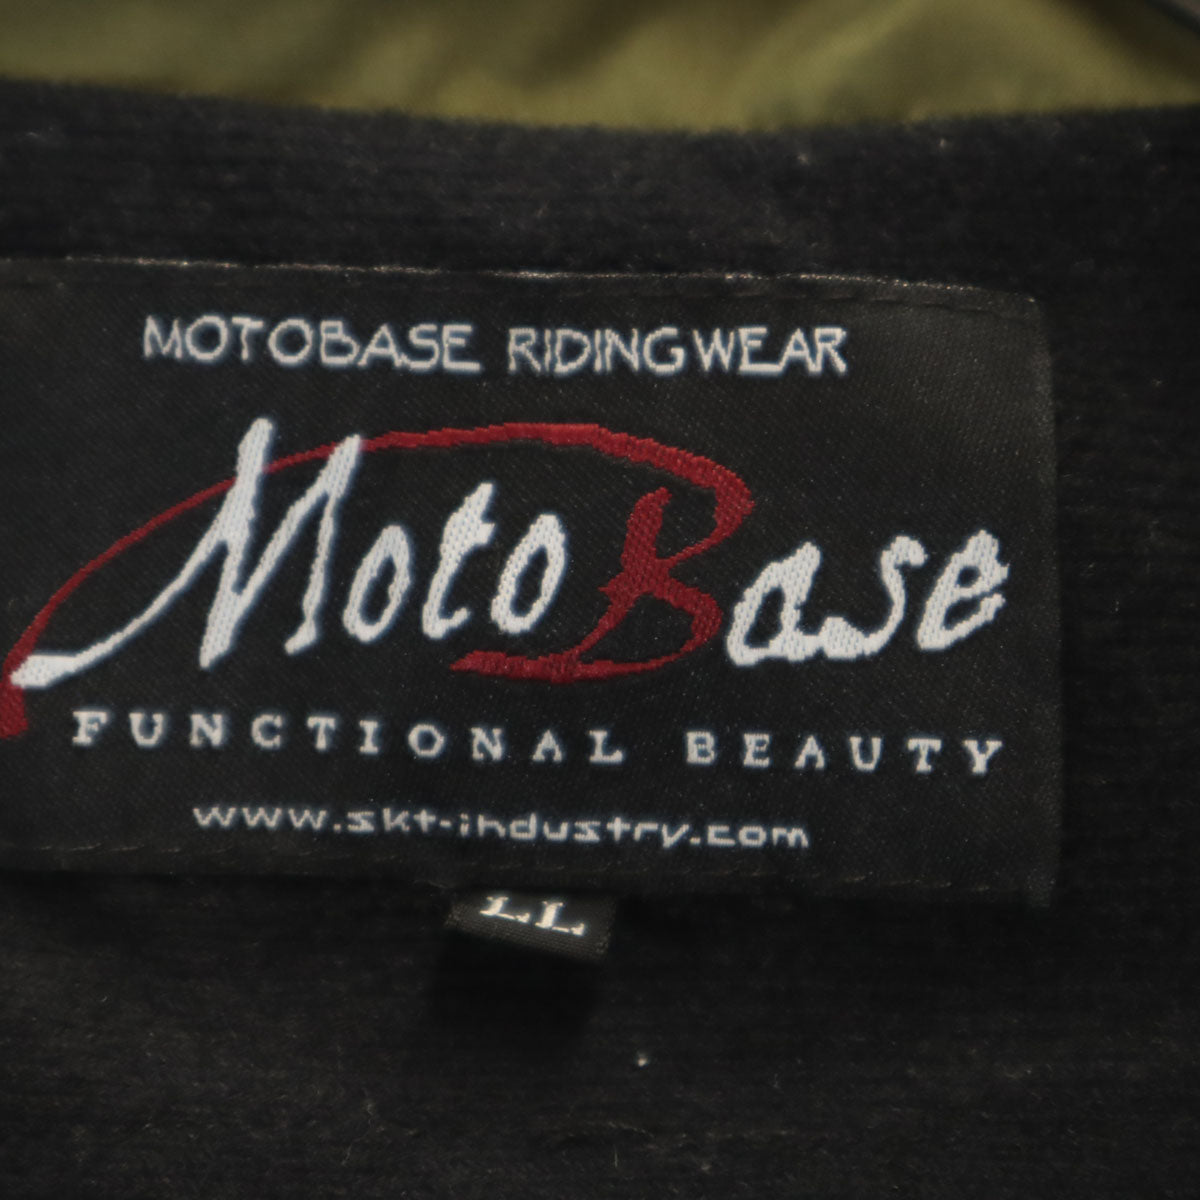 MOTOBASE RIDINGWEAR
MotoBase
FUNCTIONAL BEAUTY
www.skt-industry.com
LL